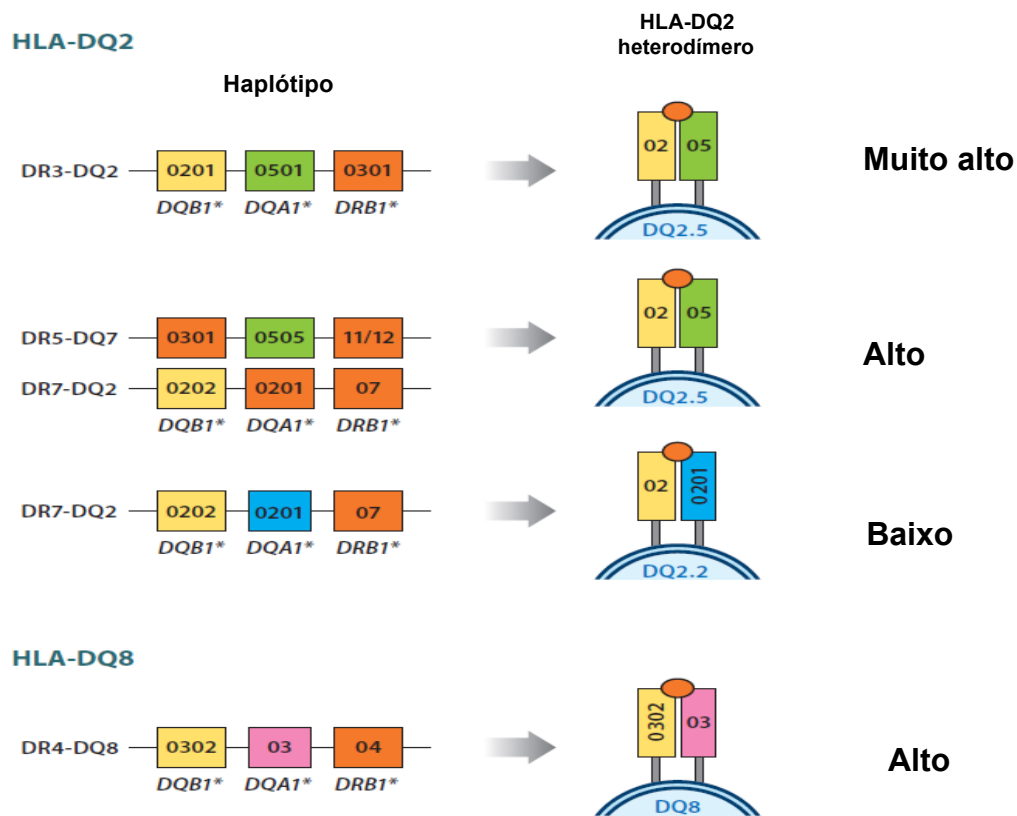 HLA-DQ2
HLA-DQ2
heterodímero
Haplótipo
DR3-DQ2 0201 0501 0301
DQB1* DQA1* DRB1*
02 05
DQ2.5
Muito alto
DR5-DQ7 0301 0505 11/12
DR7-DQ2 0202 0201 07
DQB1* DQA1* DRB1*
02 05
DQ2.5
Alto
DR7-DQ2 0202 0201 07
DQB1* DQA1* DRB1*
02 0201
DQ2.2
Baixo
HLA-DQ8
DR4-DQ8 0302 03 04
DQB1* DQA1* DRB1*
0302 03
DQ8
Alto